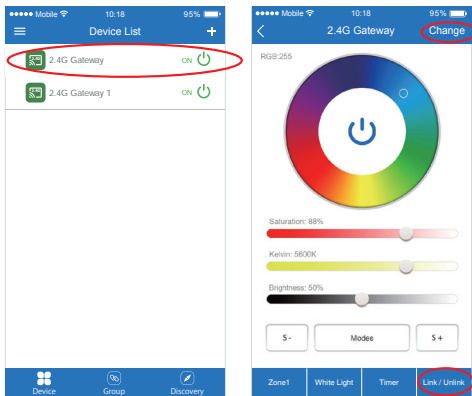 ●●●●● Mobile 10:18 95%
Device List +
2.4G Gateway ON
2.4G Gateway 1 ON
Device Group Discovery
●●●●● Mobile 10:18 95%
2.4G Gateway Change
RGB:255
Saturation: 88%
Kelvin: 5600K
Brightness: 50%
S - Modes S +
Zone1 White Light Timer Link / Unlink